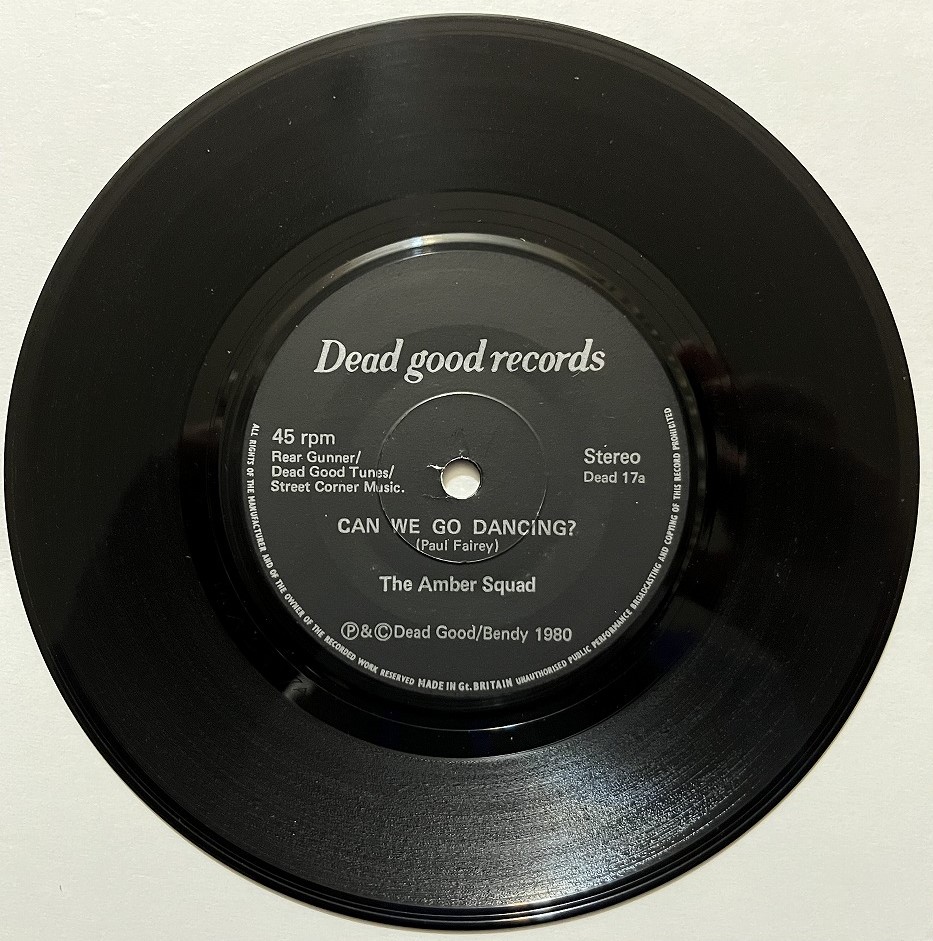 Dead good records
45 rpm
Rear Gunner/
Dead Good Tunes/
Street Corner Music.
Stereo
Dead 17a
CAN WE GO DANCING?
(Paul Fairey)
The Amber Squad
Ⓟ&©Dead Good/Bendy 1980
ALL RIGHTS OF THE MANUFACTURER AND OF THE OWNER OF THE RECORDED WORK RESERVED MADE IN Gt. BRITAIN UNAUTHORISED PUBLIC PERFORMANCE BROADCASTING AND COPYING OF THIS RECORD PROHIBITED